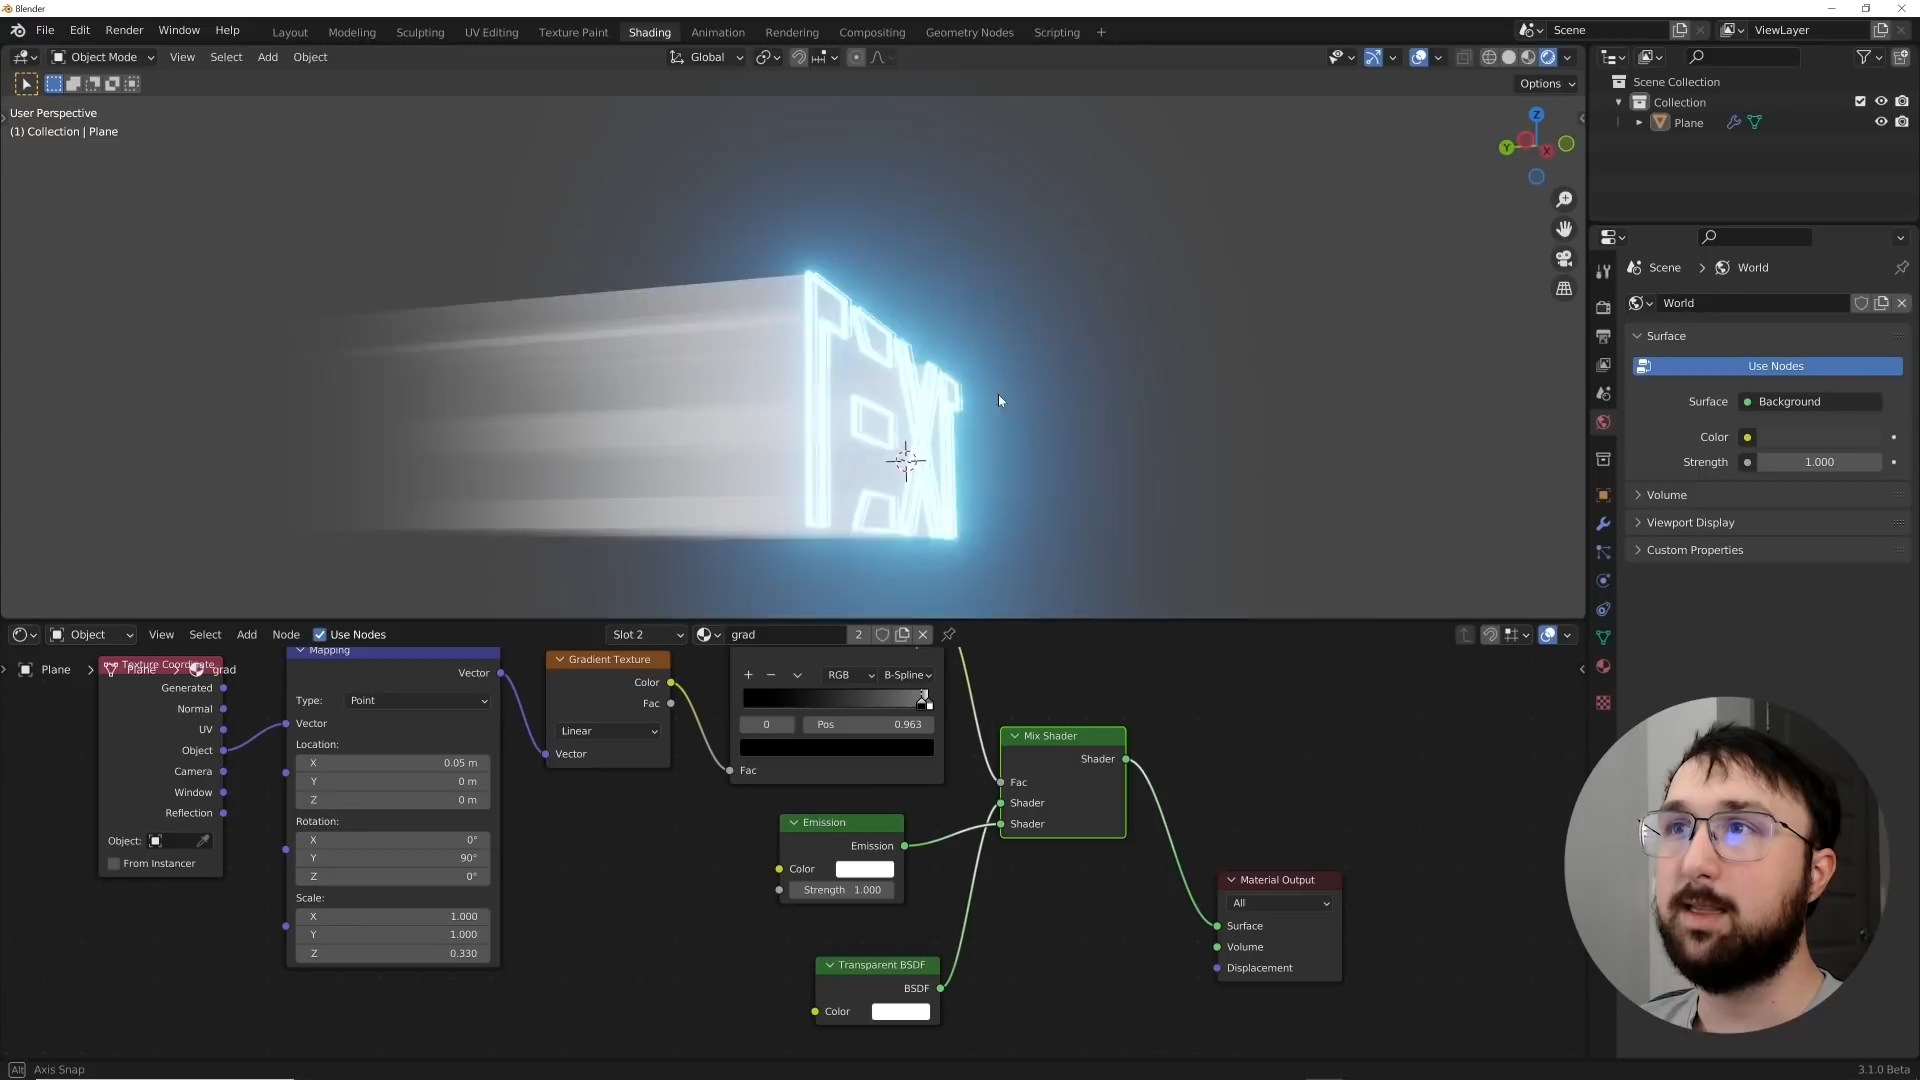 Blender
File Edit Render Window Help Layout Modeling Sculpting UV Editing Texture Paint Shading Animation Rendering Compositing Geometry Nodes Scripting + Scene ViewLayer
Object Mode View Select Add Object Global
Options
User Perspective
(1) Collection | Plane
Z
Y
X
TEXT
Scene Collection
Collection
Plane
Scene > World
World
Surface
Use Nodes
Surface Background
Color
Strength 1.000
Volume
Viewport Display
Custom Properties
Object View Select Add Node Use Nodes Slot 2 grad 2
Plane > Plane > grad
Texture Coordinate
Generated
Normal
UV
Object
Camera
Window
Reflection
Object:
From Instancer
Mapping
Vector
Type: Point
Vector
Location:
X 0.05 m
Y 0 m
Z 0 m
Rotation:
X 0°
Y 90°
Z 0°
Scale:
X 1.000
Y 1.000
Z 0.330
Gradient Texture
Color
Fac
Linear
Vector
+ − RGB B-Spline
0 Pos 0.963
Fac
Emission
Emission
Color
Strength 1.000
Transparent BSDF
BSDF
Color
Mix Shader
Shader
Fac
Shader
Shader
Material Output
All
Surface
Volume
Displacement
Alt Axis Snap
3.1.0 Beta